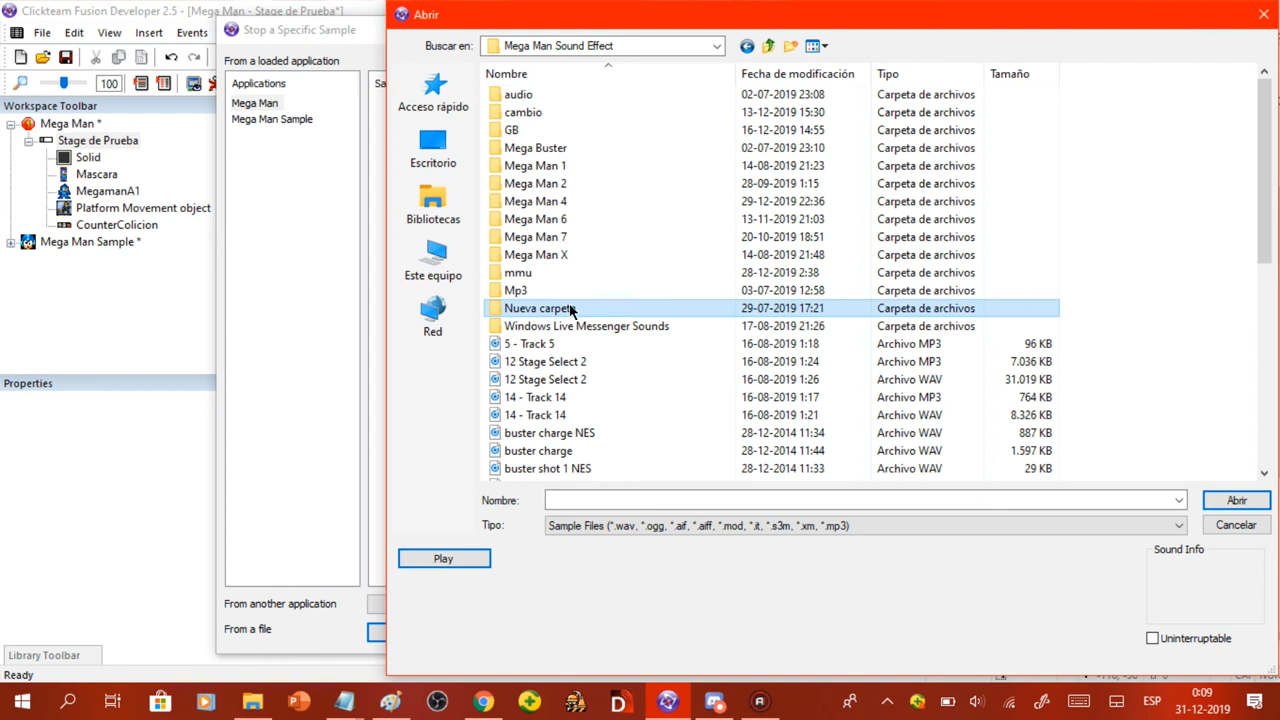 Clickteam Fusion Developer 2.5 - [Mega Man - Stage de Prueba*]
File Edit View Insert Events
100
Workspace Toolbar
Mega Man *
Stage de Prueba
Solid
Mascara
MegamanA1
Platform Movement object
CounterColicion
Mega Man Sample *
Properties
Library Toolbar
Ready
Stop a Specific Sample
From a loaded application
Applications
Mega Man
Mega Man Sample
Sa
From another application
From a file
Abrir
Buscar en: Mega Man Sound Effect
Acceso rápido
Escritorio
Bibliotecas
Este equipo
Red
Nombre Fecha de modificación Tipo Tamaño
audio 02-07-2019 23:08 Carpeta de archivos
cambio 13-12-2019 15:30 Carpeta de archivos
GB 16-12-2019 14:55 Carpeta de archivos
Mega Buster 02-07-2019 23:10 Carpeta de archivos
Mega Man 1 14-08-2019 21:23 Carpeta de archivos
Mega Man 2 28-09-2019 1:15 Carpeta de archivos
Mega Man 4 29-12-2019 22:36 Carpeta de archivos
Mega Man 6 13-11-2019 21:03 Carpeta de archivos
Mega Man 7 20-10-2019 18:51 Carpeta de archivos
Mega Man X 14-08-2019 21:48 Carpeta de archivos
mmu 28-12-2019 2:38 Carpeta de archivos
Mp3 03-07-2019 12:58 Carpeta de archivos
Nueva carpeta 29-07-2019 17:21 Carpeta de archivos
Windows Live Messenger Sounds 17-08-2019 21:26 Carpeta de archivos
5 - Track 5 16-08-2019 1:18 Archivo MP3 96 KB
12 Stage Select 2 16-08-2019 1:24 Archivo MP3 7.036 KB
12 Stage Select 2 16-08-2019 1:26 Archivo WAV 31.019 KB
14 - Track 14 16-08-2019 1:17 Archivo MP3 764 KB
14 - Track 14 16-08-2019 1:21 Archivo WAV 8.326 KB
buster charge NES 28-12-2014 11:34 Archivo WAV 887 KB
buster charge 28-12-2014 11:44 Archivo WAV 1.597 KB
buster shot 1 NES 28-12-2014 11:33 Archivo WAV 29 KB
Nombre: Abrir
Tipo: Sample Files (*.wav, *.ogg, *.aif, *.aiff, *.mod, *.it, *.s3m, *.xm, *.mp3) Cancelar
Play
Sound Info
Uninterruptable
ESP
0:09
31-12-2019